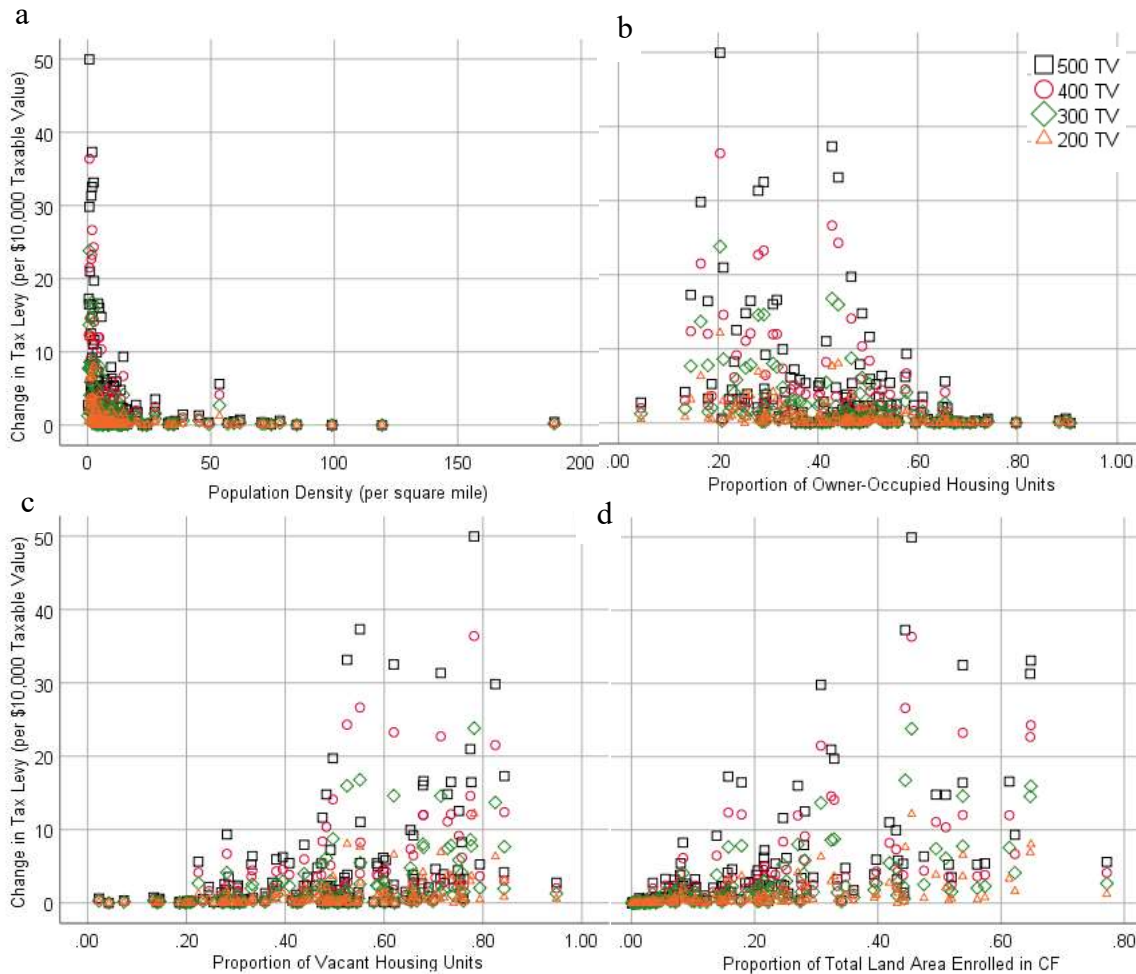 a
Change in Tax Levy (per $10,000 Taxable Value)
50
40
30
20
10
0
0 50 100 150 200
Population Density (per square mile)
b
500 TV
400 TV
300 TV
200 TV
.00 .20 .40 .60 .80 1.00
Proportion of Owner-Occupied Housing Units
c
Change in Tax Levy (per $10,000 Taxable Value)
50
40
30
20
10
0
.00 .20 .40 .60 .80 1.00
Proportion of Vacant Housing Units
d
.00 .20 .40 .60 .80
Proportion of Total Land Area Enrolled in CF